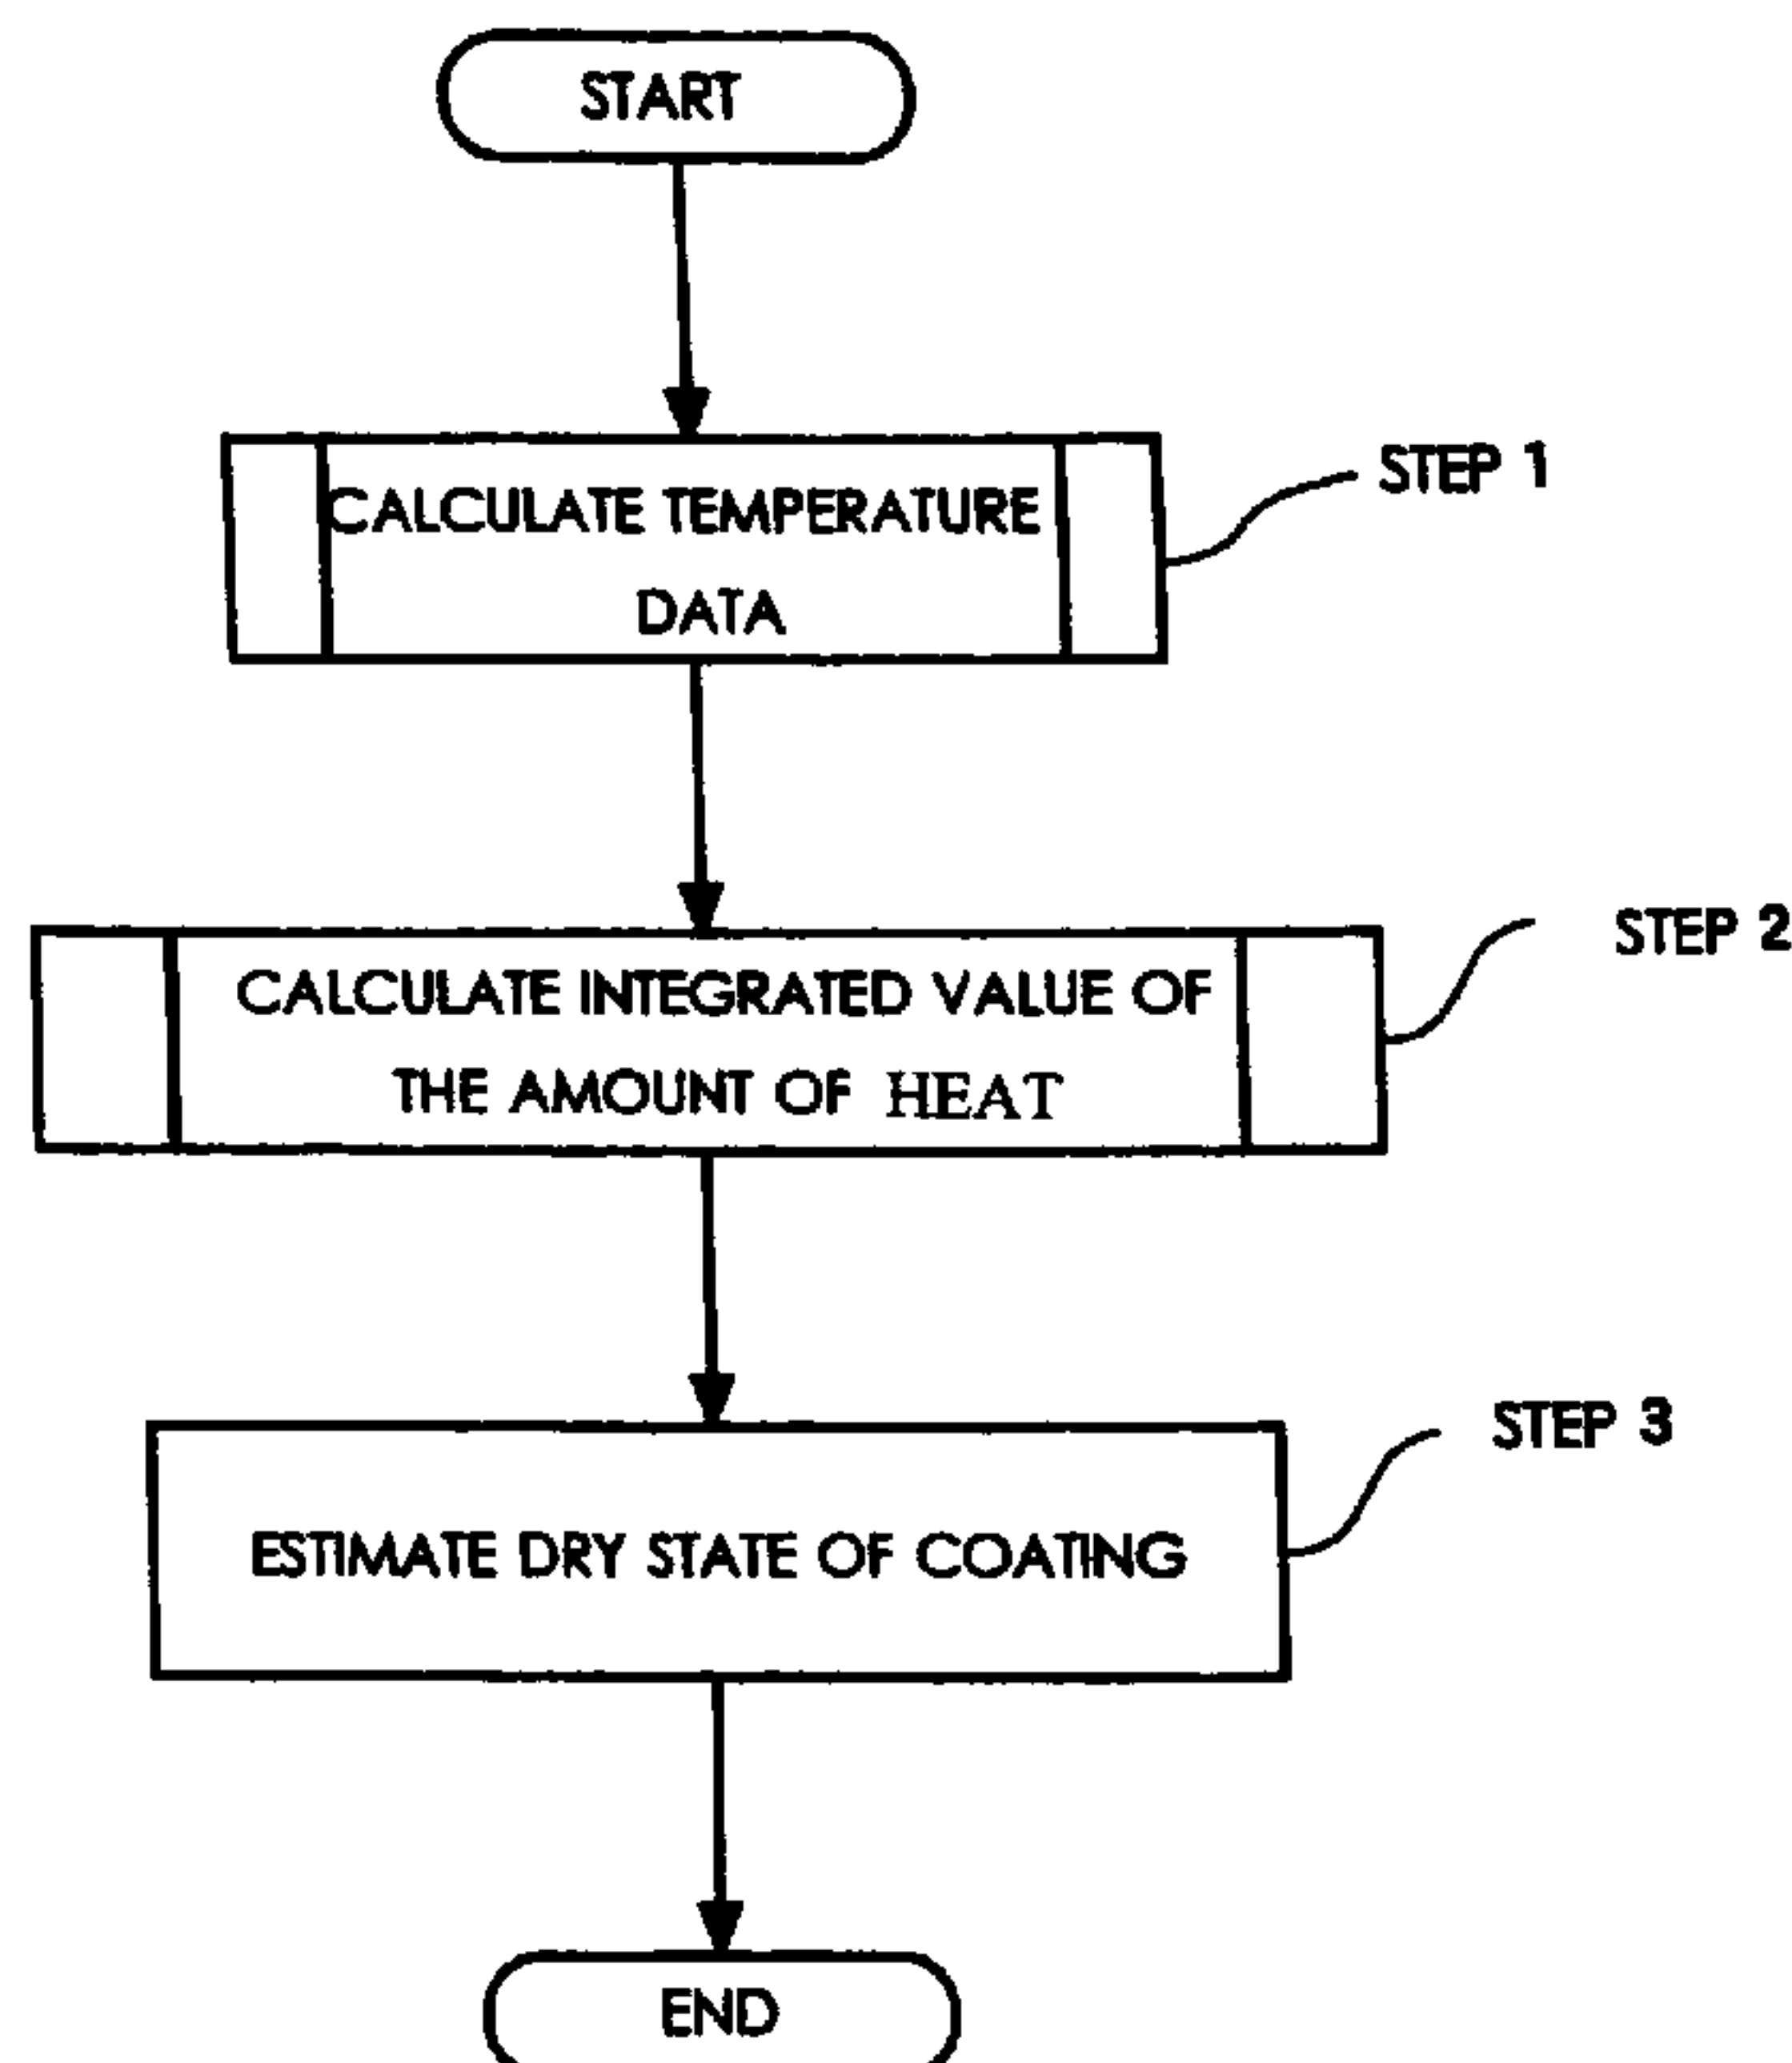 START
CALCULATE TEMPERATURE
DATA
STEP 1
CALCULATE INTEGRATED VALUE OF
THE AMOUNT OF HEAT
STEP 2
ESTIMATE DRY STATE OF COATING
STEP 3
END